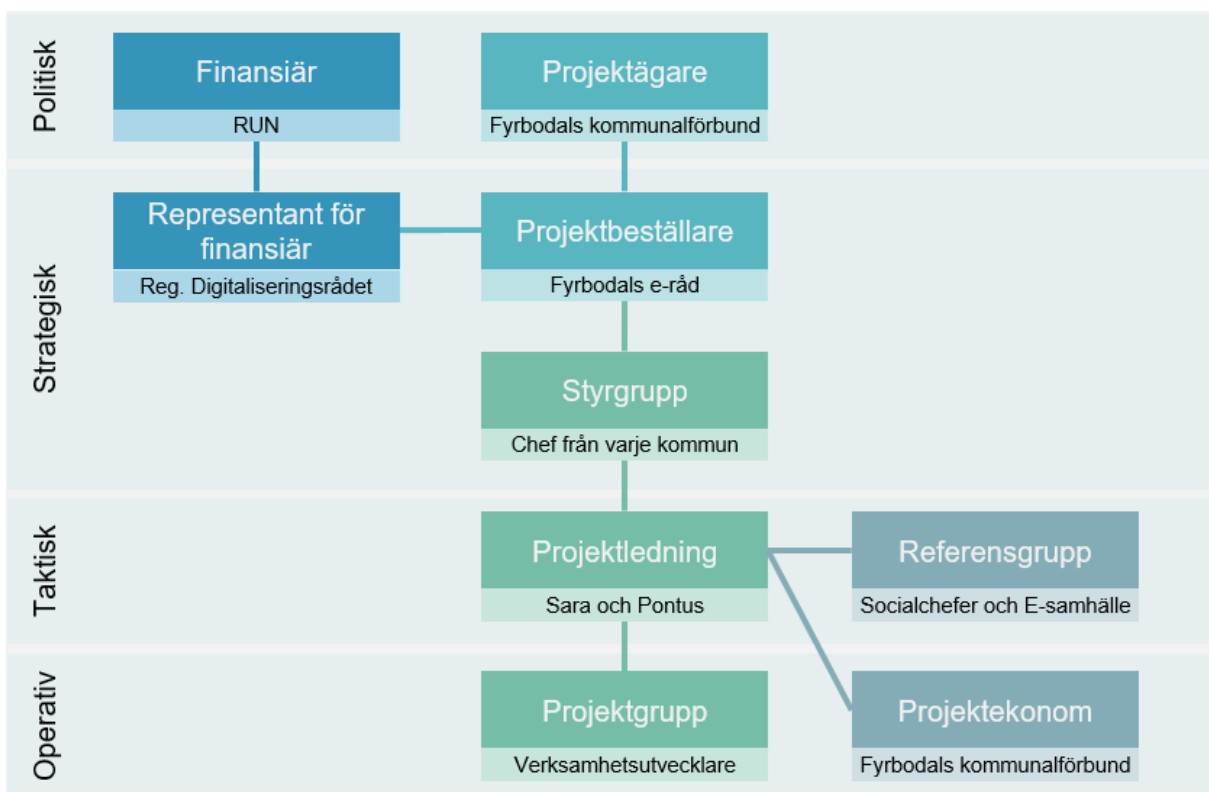 Politisk
Finansiär
RUN
Projektägare
Fyrbodals kommunalförbund
Strategisk
Representant för
finansiär
Reg. Digitaliseringsrådet
Projektbeställare
Fyrbodals e-råd
Styrgrupp
Chef från varje kommun
Taktisk
Projektledning
Sara och Pontus
Referensgrupp
Socialchefer och E-samhälle
Operativ
Projektgrupp
Verksamhetsutvecklare
Projektekonom
Fyrbodals kommunalförbund